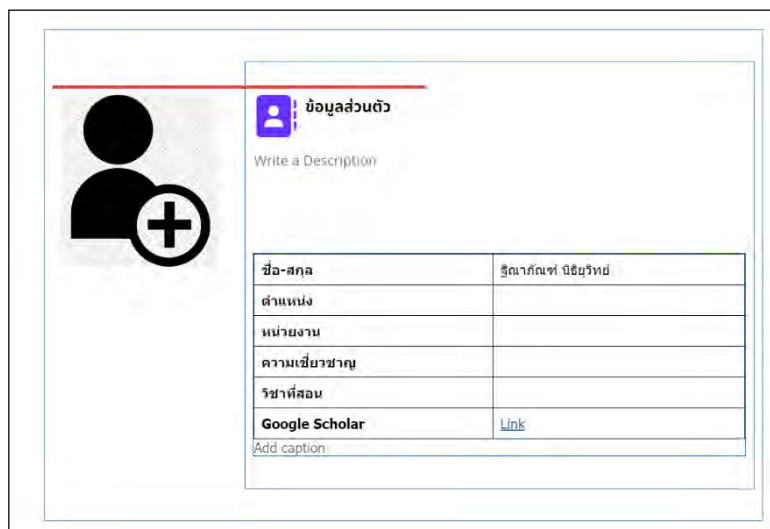 ข้อมูลส่วนตัว
Write a Description
ชื่อ-สกุล ฐิณาภัณฑ์ นิธิยุวิทย์
ตำแหน่ง
หน่วยงาน
ความเชี่ยวชาญ
วิชาที่สอน
Google Scholar Link
Add caption